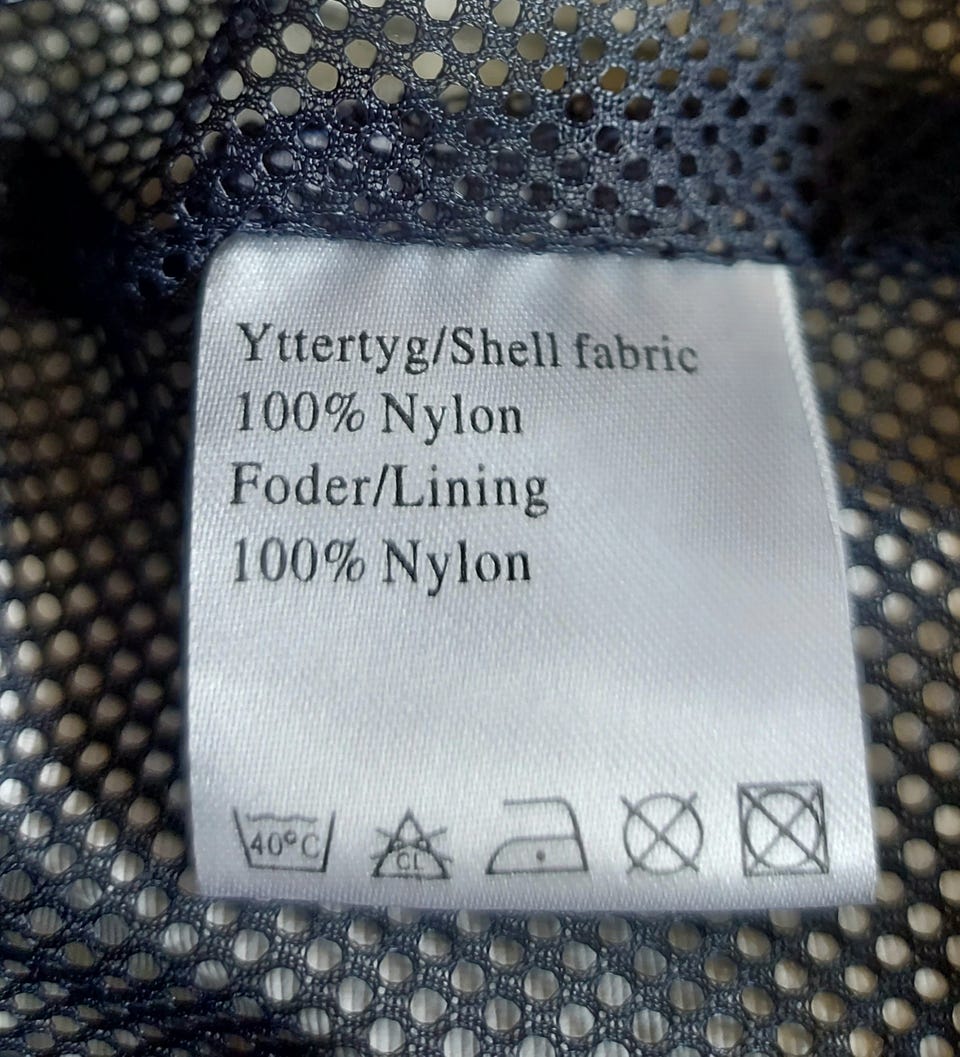 Yttertyg/Shell fabric
100% Nylon
Foder/Lining
100% Nylon
40°C CL